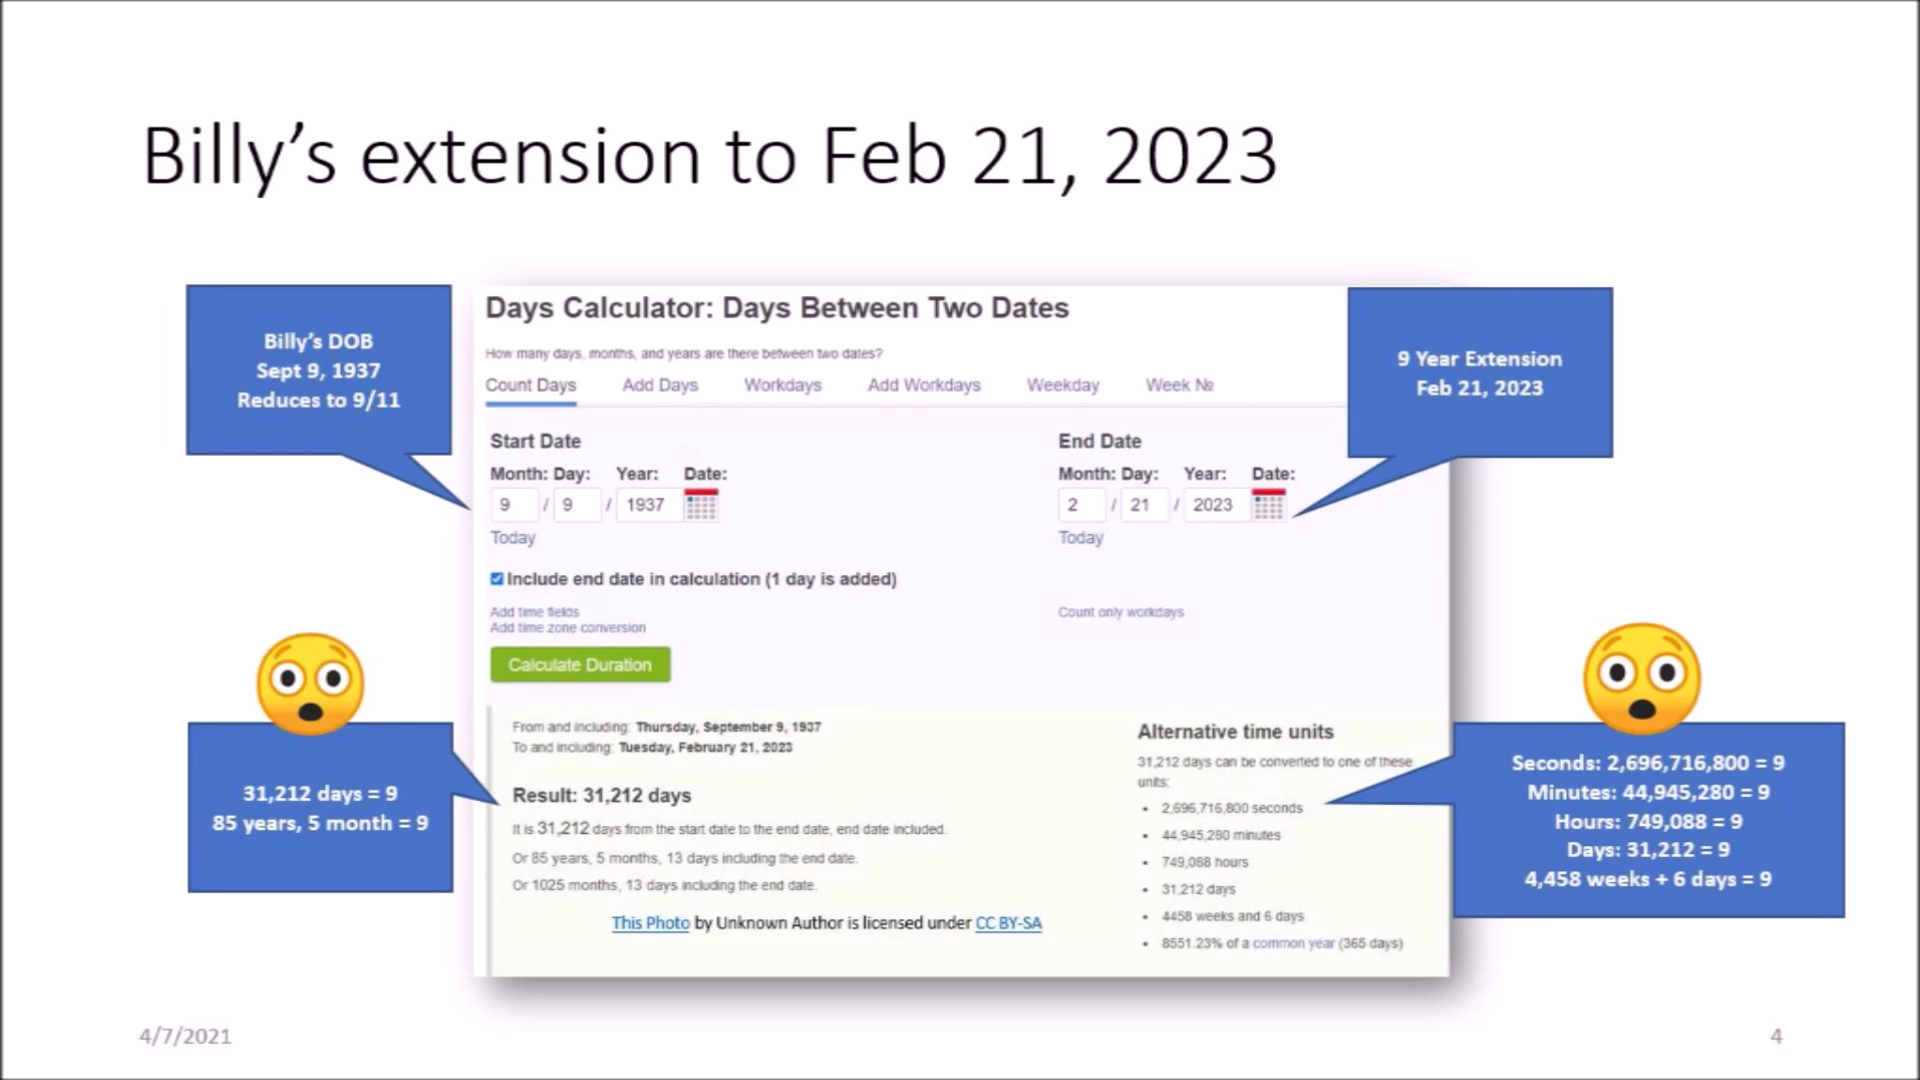 Billy's extension to Feb 21, 2023
Billy's DOB
Sept 9, 1937
Reduces to 9/11
Days Calculator: Days Between Two Dates
How many days, months, and years are there between two dates?
Count Days Add Days Workdays Add Workdays Weekday Week №
9 Year Extension
Feb 21, 2023
Start Date
Month: Day: Year: Date:
9 / 9 / 1937
Today
End Date
Month: Day: Year: Date:
2 / 21 / 2023
Today
Include end date in calculation (1 day is added)
Add time fields
Add time zone conversion
Count only workdays
Calculate Duration
31,212 days = 9
85 years, 5 month = 9
From and including: Thursday, September 9, 1937
To and including: Tuesday, February 21, 2023
Result: 31,212 days
It is 31,212 days from the start date to the end date, end date included.
Or 85 years, 5 months, 13 days including the end date.
Or 1025 months, 13 days including the end date.
This Photo by Unknown Author is licensed under CC BY-SA
Alternative time units
31,212 days can be converted to one of these
units:
• 2,696,716,800 seconds
• 44,945,280 minutes
• 749,088 hours
• 31,212 days
• 4458 weeks and 6 days
• 8551.23% of a common year (365 days)
Seconds: 2,696,716,800 = 9
Minutes: 44,945,280 = 9
Hours: 749,088 = 9
Days: 31,212 = 9
4,458 weeks + 6 days = 9
4/7/2021
4